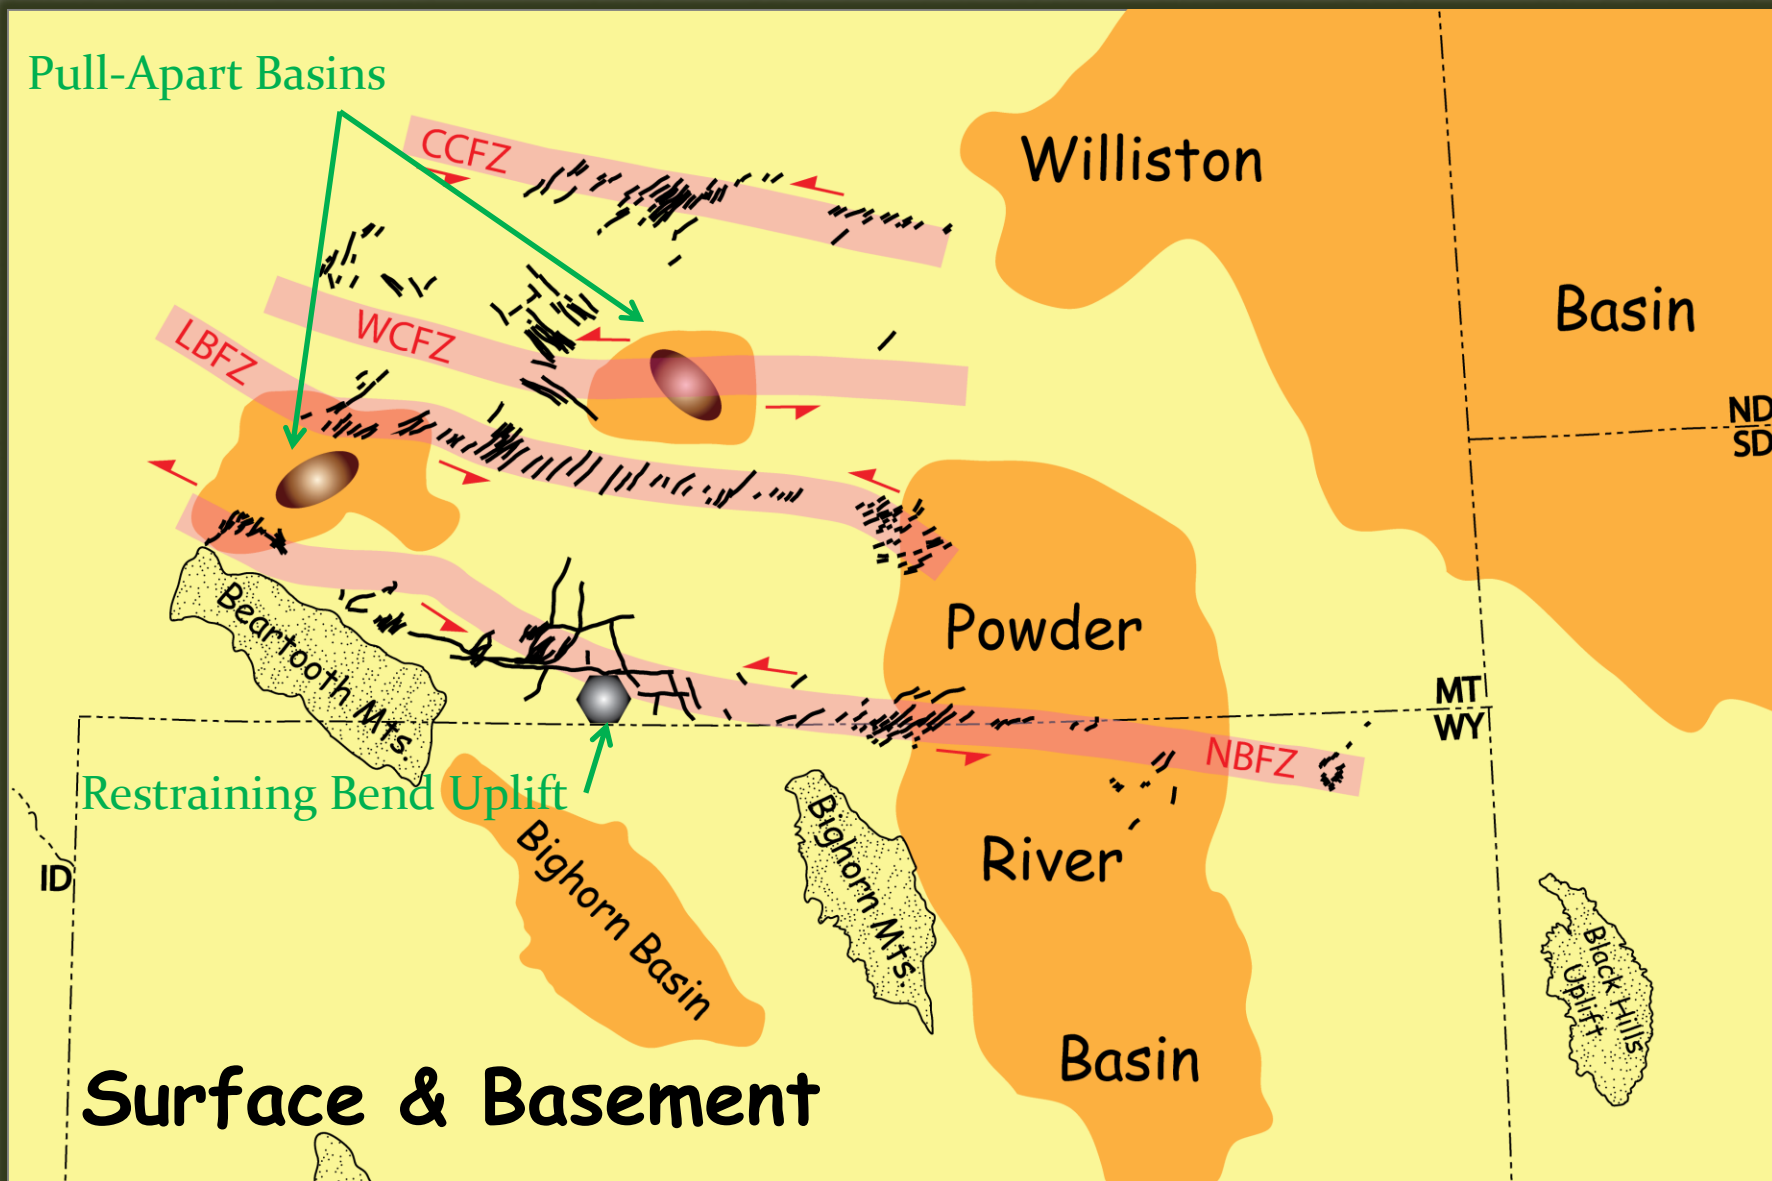 Pull-Apart Basins
CCFZ
Williston
Basin
WCFZ
LBFZ
ND
SD
Powder
Beartooth Mts.
MT
WY
NBFZ
Restraining Bend Uplift
ID
Bighorn Basin
Bighorn Mts.
River
Black Hills
Uplift
Basin
Surface & Basement